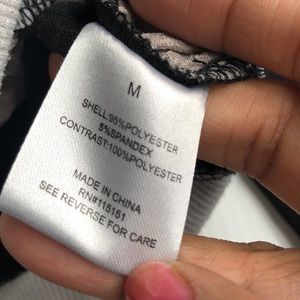 M
SHELL:95%POLYESTER
5%SPANDEX
CONTRAST:100%POLYESTER
MADE IN CHINA
RN#115151
SEE REVERSE FOR CARE